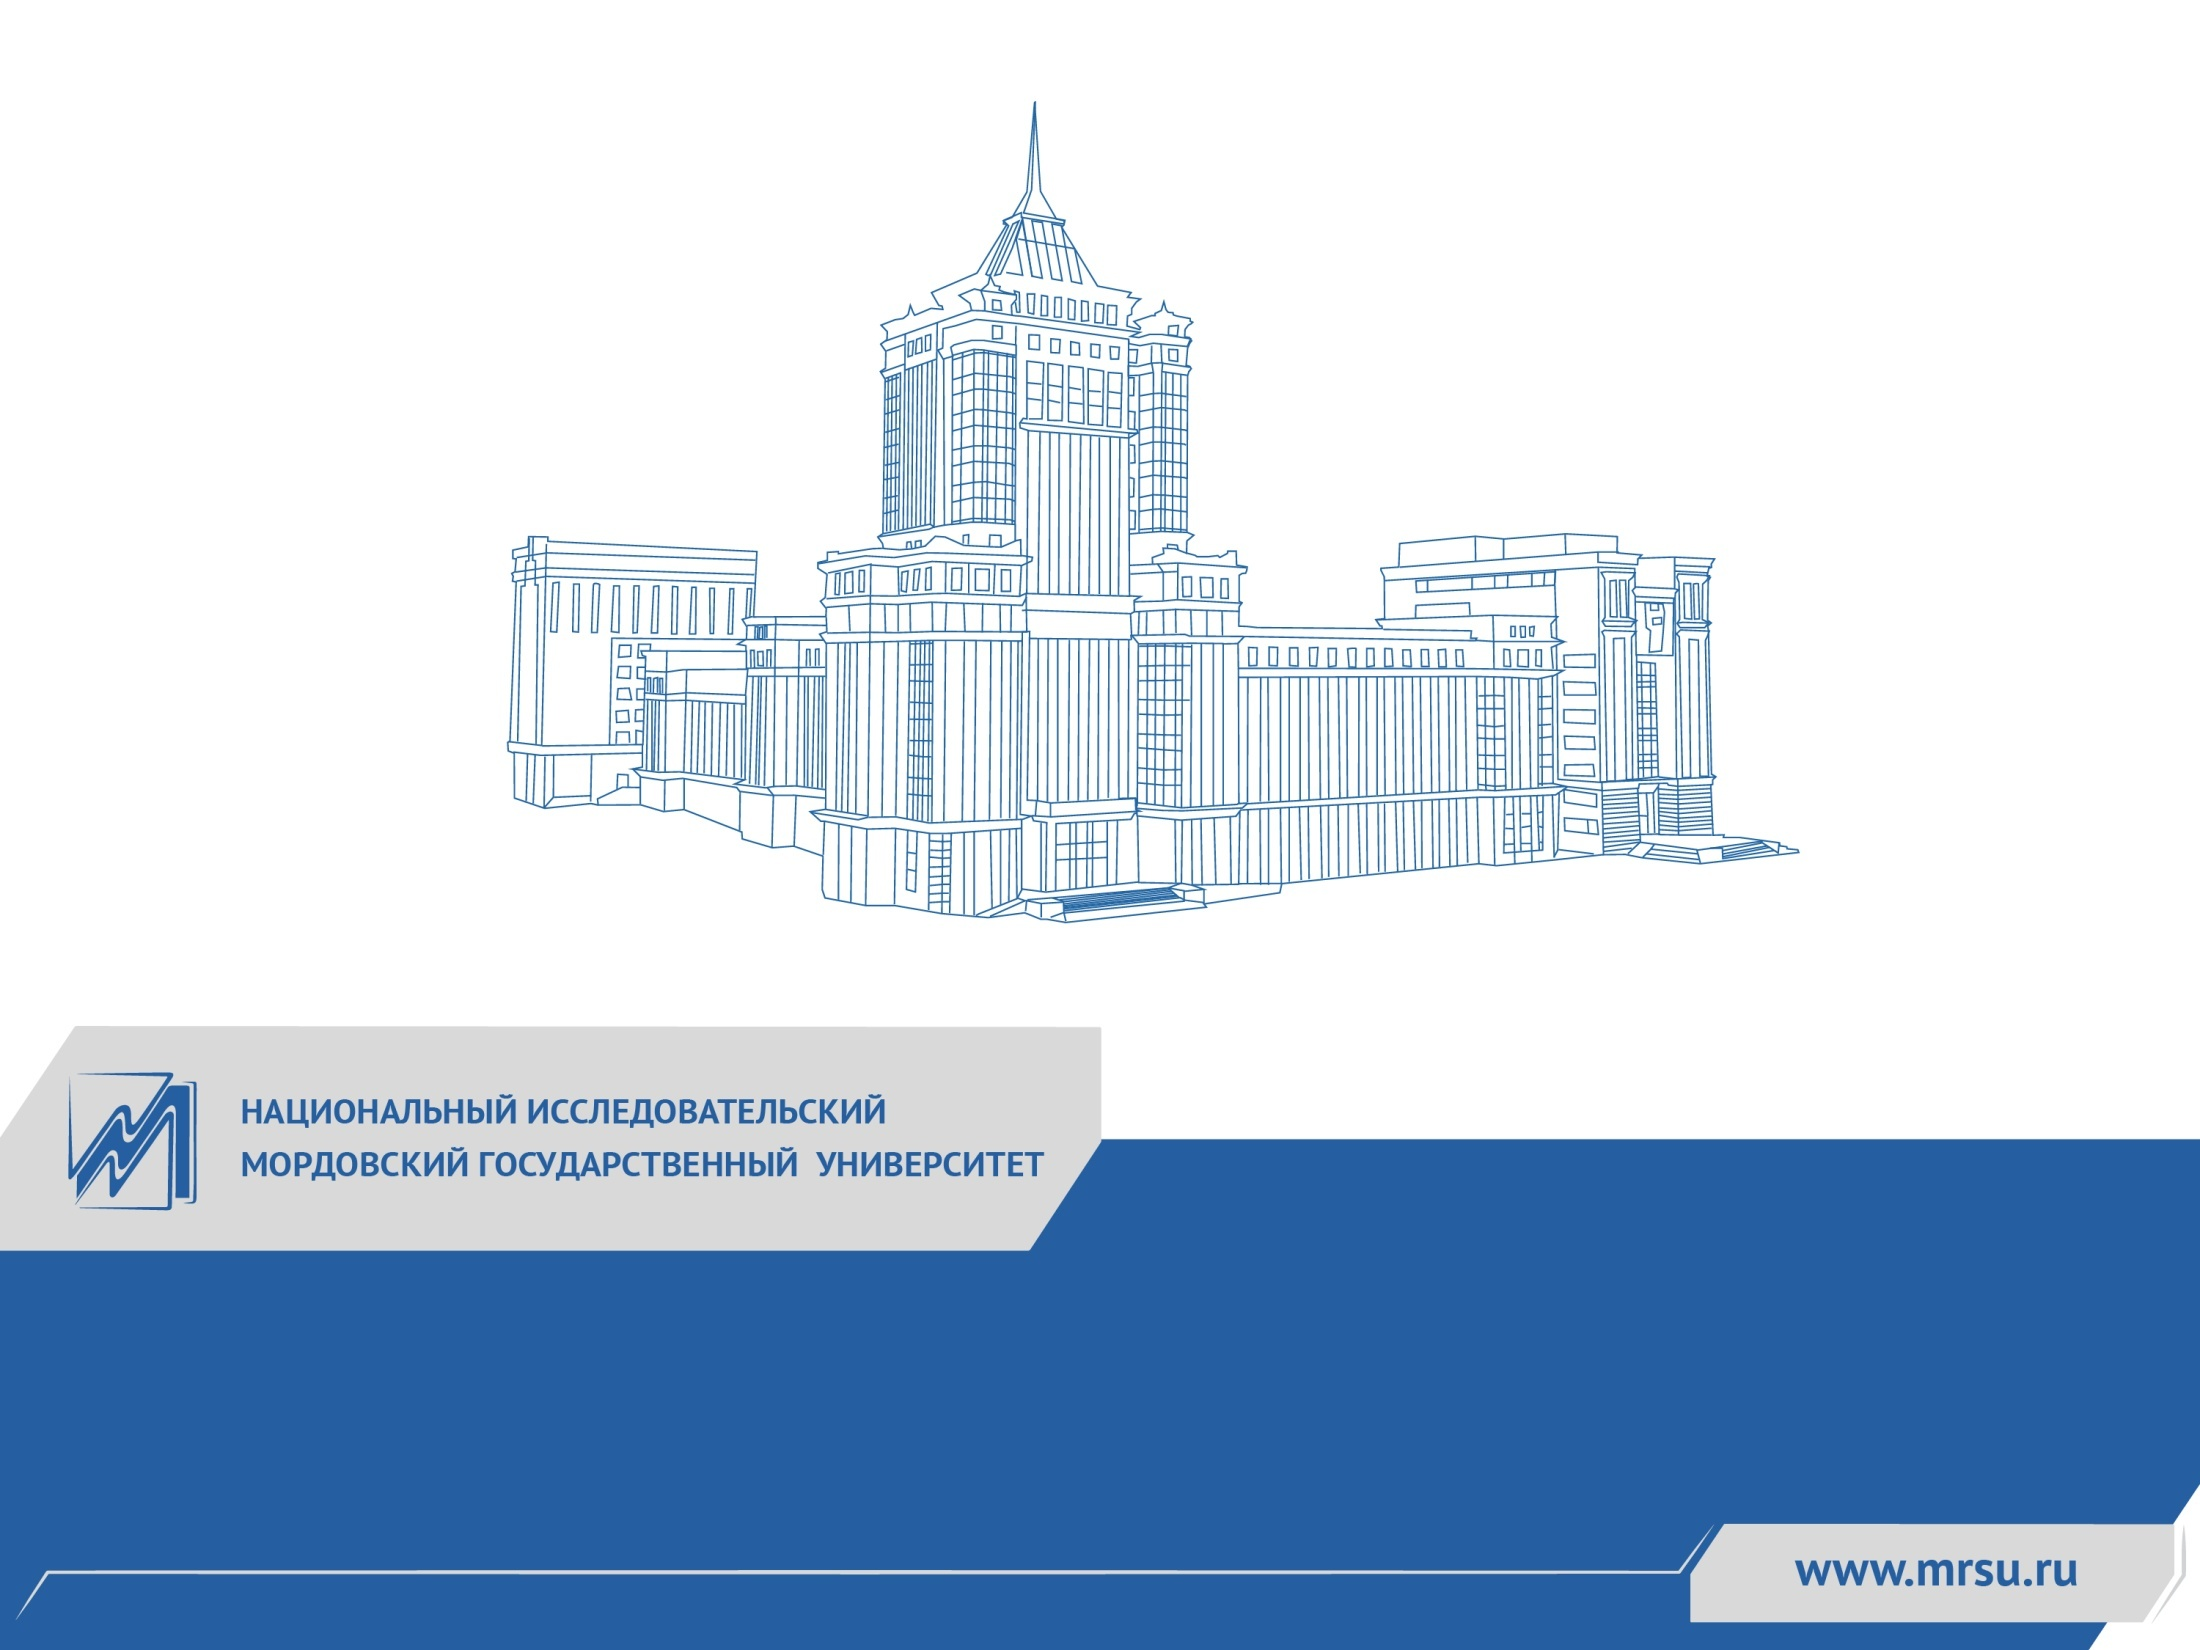 НАЦИОНАЛЬНЫЙ ИССЛЕДОВАТЕЛЬСКИЙ
МОРДОВСКИЙ ГОСУДАРСТВЕННЫЙ УНИВЕРСИТЕТ
www.mrsu.ru